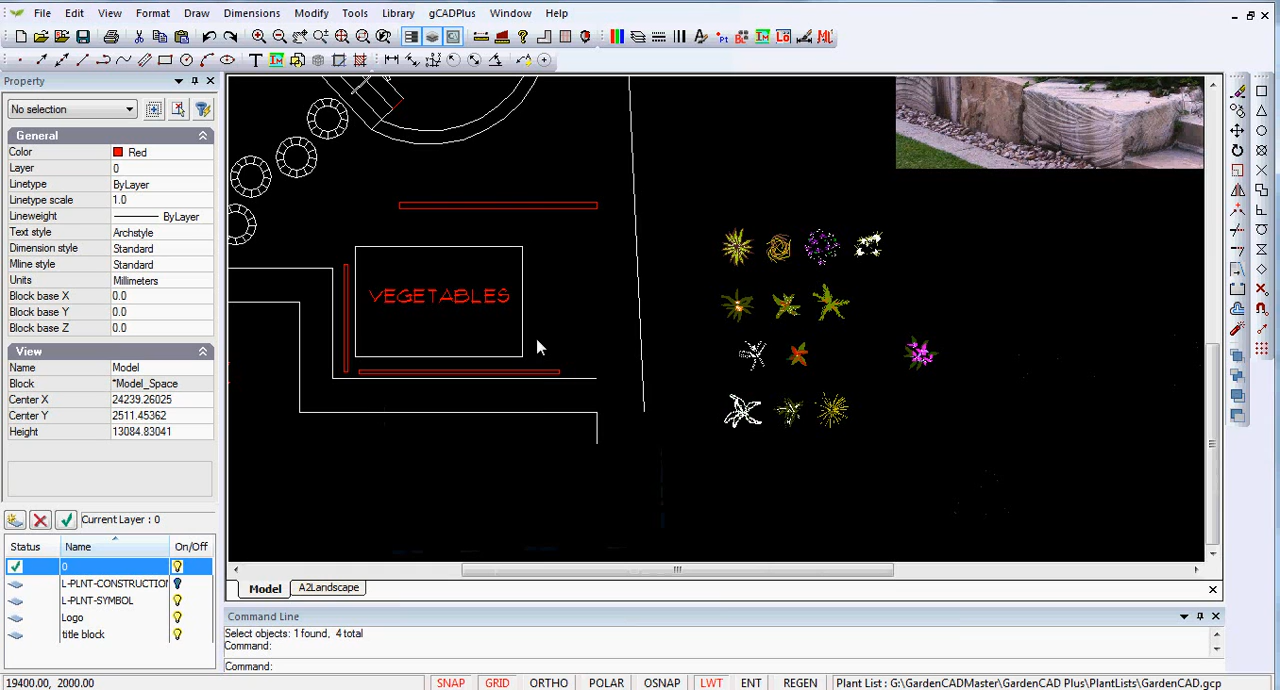 File Edit View Format Draw Dimensions Modify Tools Library gCADPlus Window Help
Property
No selection
General
Color Red
Layer 0
Linetype ByLayer
Linetype scale 1.0
Lineweight ByLayer
Text style Archstyle
Dimension style Standard
Mline style Standard
Units Millimeters
Block base X 0.0
Block base Y 0.0
Block base Z 0.0
View
Name Model
Block *Model_Space
Center X 24239.26025
Center Y 2511.45362
Height 13084.83041
Current Layer : 0
Status Name On/Off
0
L-PLNT-CONSTRUCTION
L-PLNT-SYMBOL
Logo
title block
VEGETABLES
Model A2Landscape
Command Line
Select objects: 1 found, 4 total
Command:
Command:
19400.00, 2000.00 SNAP GRID ORTHO POLAR OSNAP LWT ENT REGEN Plant List : G:\GardenCADMaster\GardenCAD Plus\PlantLists\GardenCAD.gcp